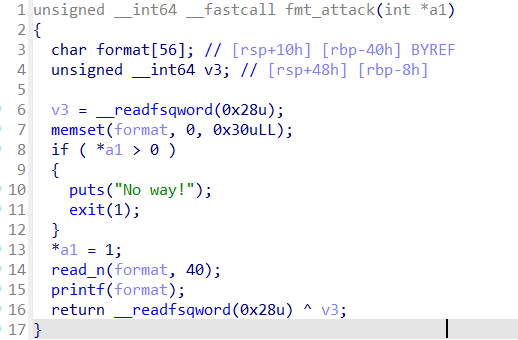 1 unsigned __int64 __fastcall fmt_attack(int *a1)
2 {
3 char format[56]; // [rsp+10h] [rbp-40h] BYREF
4 unsigned __int64 v3; // [rsp+48h] [rbp-8h]
5
6 v3 = __readfsqword(0x28u);
7 memset(format, 0, 0x30uLL);
8 if ( *a1 > 0 )
9 {
10 puts("No way!");
11 exit(1);
12 }
13 *a1 = 1;
14 read_n(format, 40);
15 printf(format);
16 return __readfsqword(0x28u) ^ v3;
17 }